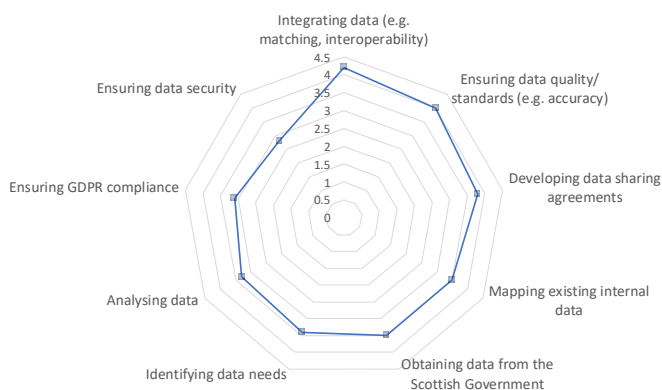 Integrating data (e.g.
matching, interoperability)
4.5
4
3.5
3
2.5
2
1.5
1
0.5
0
Ensuring data quality/
standards (e.g. accuracy)
Developing data sharing
agreements
Mapping existing internal
data
Obtaining data from the
Scottish Government
Identifying data needs
Analysing data
Ensuring GDPR compliance
Ensuring data security